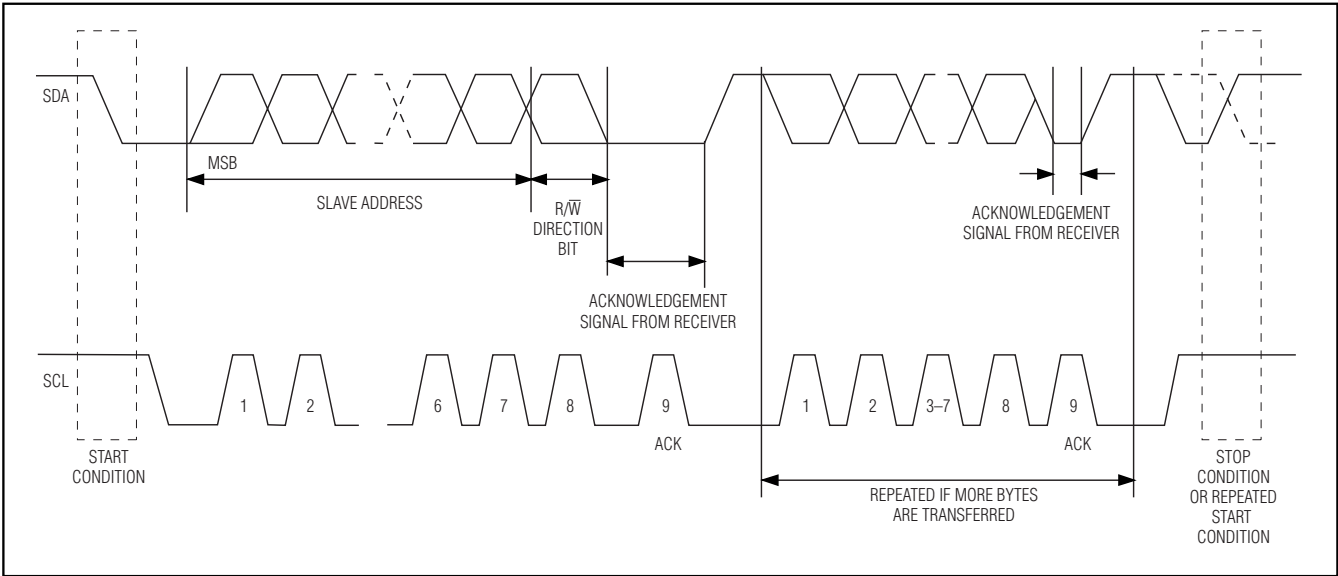 SDA
MSB
SLAVE ADDRESS
R/W̅
DIRECTION
BIT
ACKNOWLEDGEMENT
SIGNAL FROM RECEIVER
ACKNOWLEDGEMENT
SIGNAL FROM RECEIVER
SCL
1 2 6 7 8 9 1 2 3–7 8 9
ACK ACK
START
CONDITION
REPEATED IF MORE BYTES
ARE TRANSFERRED
STOP
CONDITION
OR REPEATED
START
CONDITION